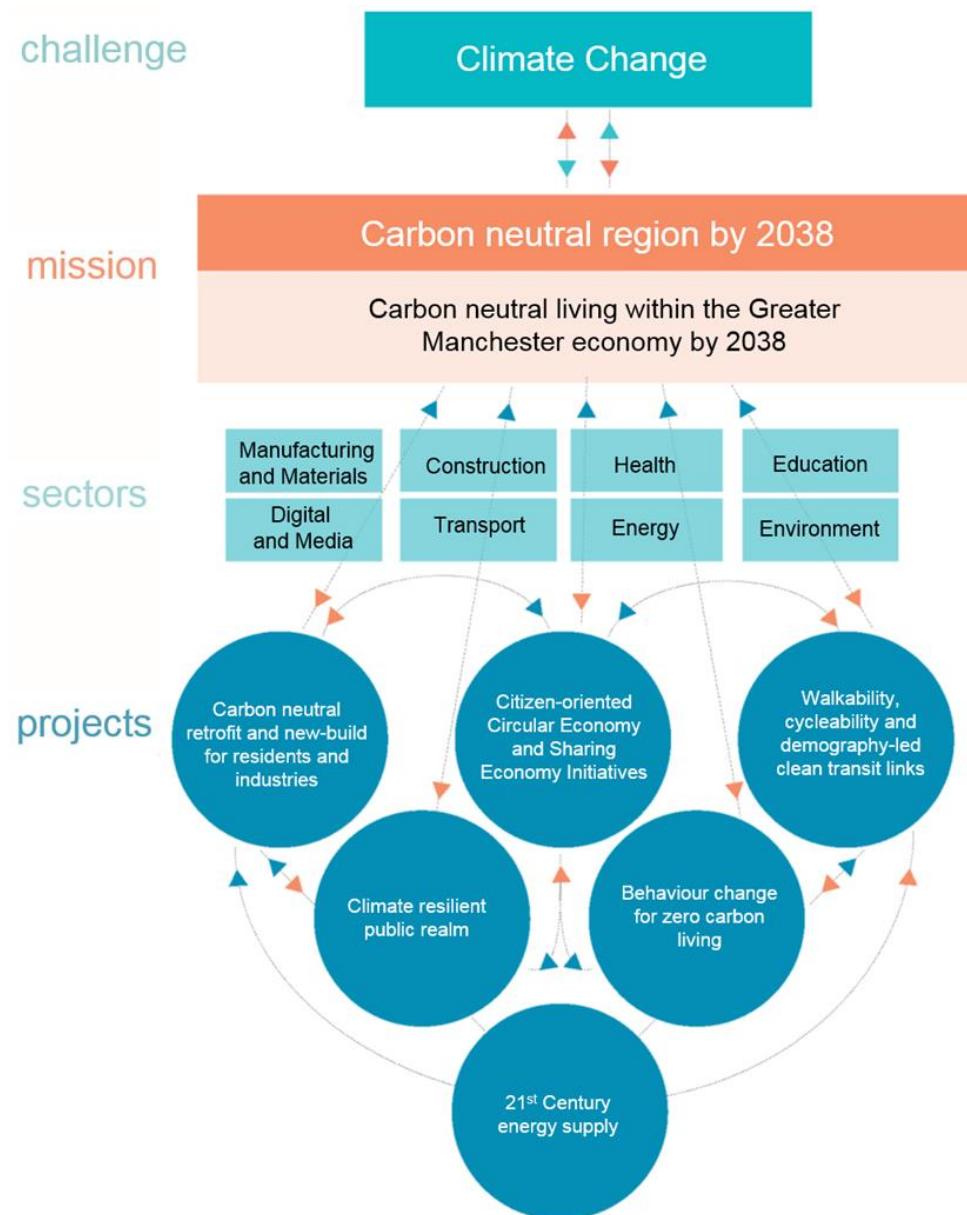 challenge
Climate Change
mission
Carbon neutral region by 2038
Carbon neutral living within the Greater
Manchester economy by 2038
sectors
Manufacturing
and Materials
Construction
Health
Education
Digital
and Media
Transport
Energy
Environment
projects
Carbon neutral
retrofit and new-build
for residents and
industries
Citizen-oriented
Circular Economy
and Sharing
Economy Initiatives
Walkability,
cycleability and
demography-led
clean transit links
Climate resilient
public realm
Behaviour change
for zero carbon
living
21st Century
energy supply